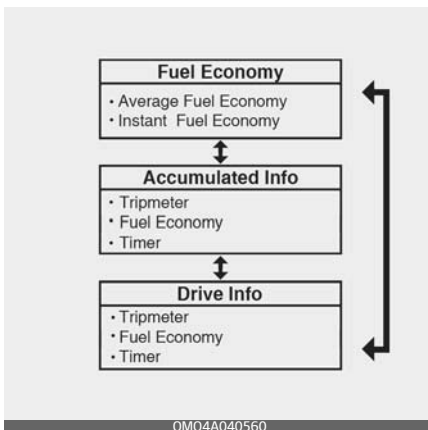 Fuel Economy
• Average Fuel Economy
• Instant Fuel Economy
Accumulated Info
• Tripmeter
• Fuel Economy
• Timer
Drive Info
• Tripmeter
• Fuel Economy
• Timer
OMO4A040560